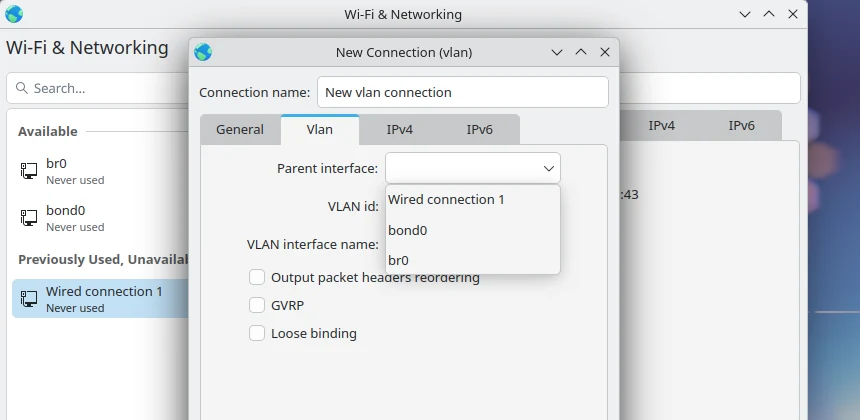 Wi-Fi & Networking
Wi-Fi & Networking
Search...
Available
br0
Never used
bond0
Never used
Previously Used, Unavailal
Wired connection 1
Never used
New Connection (vlan)
Connection name: New vlan connection
General Vlan IPv4 IPv6
Parent interface:
Wired connection 1
bond0
br0
VLAN id:
VLAN interface name:
Output packet headers reordering
GVRP
Loose binding
IPv4 IPv6
:43